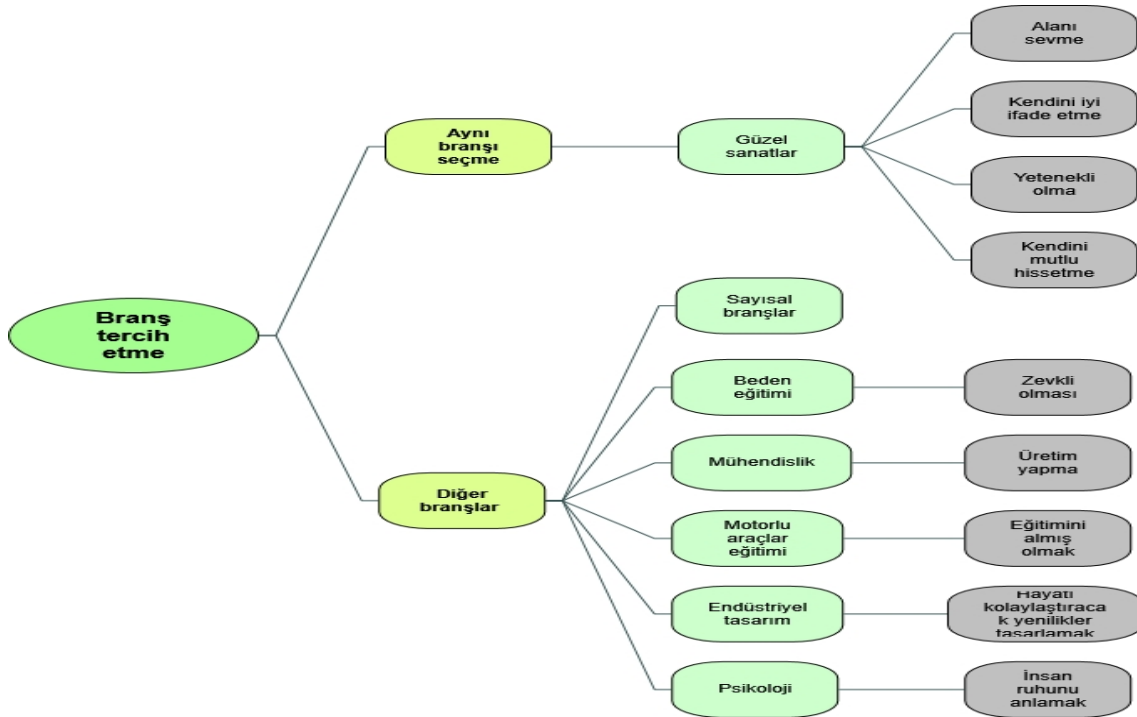 Alanı
sevme
Kendini iyi
ifade etme
Aynı
branşı
seçme
Güzel
sanatlar
Yetenekli
olma
Kendini
mutlu
hissetme
Branş
tercih
etme
Sayısal
branşlar
Beden
eğitimi
Zevkli
olması
Mühendislik
Üretim
yapma
Diğer
branşlar
Motorlu
araçlar
eğitimi
Eğitimini
almış
olmak
Endüstriyel
tasarım
Hayatı
kolaylaştıraca
k yenilikler
tasarlamak
Psikoloji
İnsan
ruhunu
anlamak